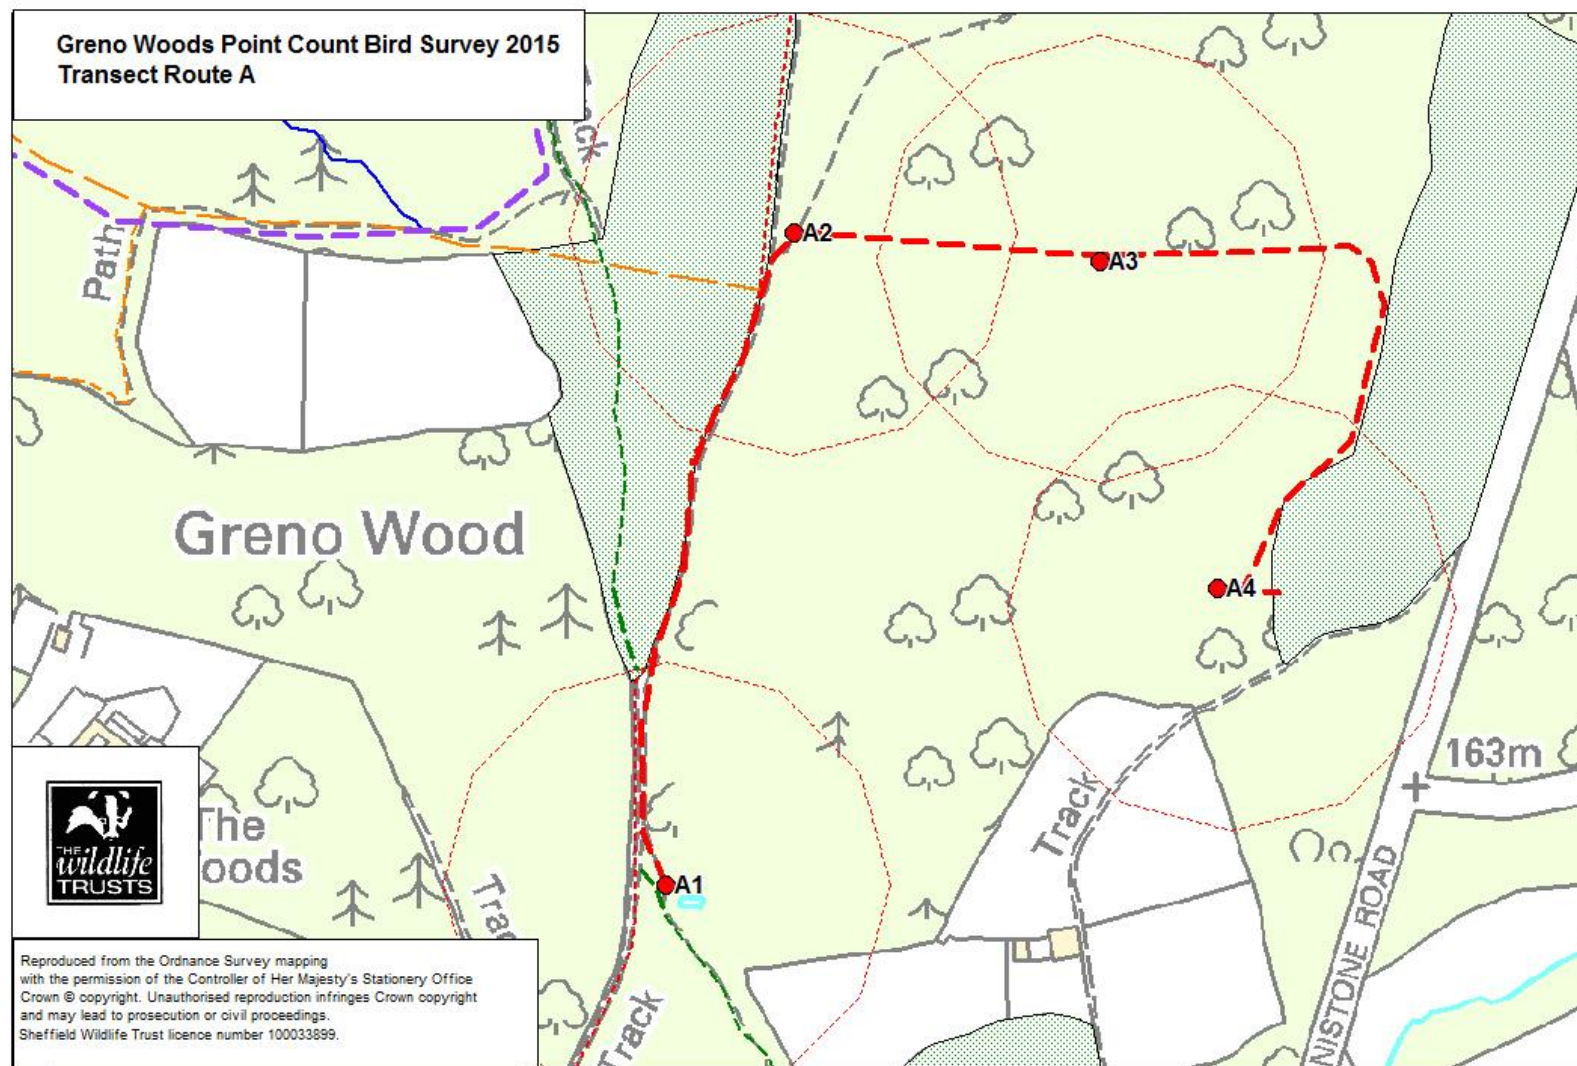 Greno Woods Point Count Bird Survey 2015
Transect Route A
Path
A2
A3
Greno Wood
A4
163m
Track
The
A1
THE
wildlife
TRUSTS
NISTONE ROAD
Track
Reproduced from the Ordnance Survey mapping
with the permission of the Controller of Her Majesty's Stationery Office
Crown © copyright. Unauthorised reproduction infringes Crown copyright
and may lead to prosecution or civil proceedings.
Sheffield Wildlife Trust licence number 100033899.